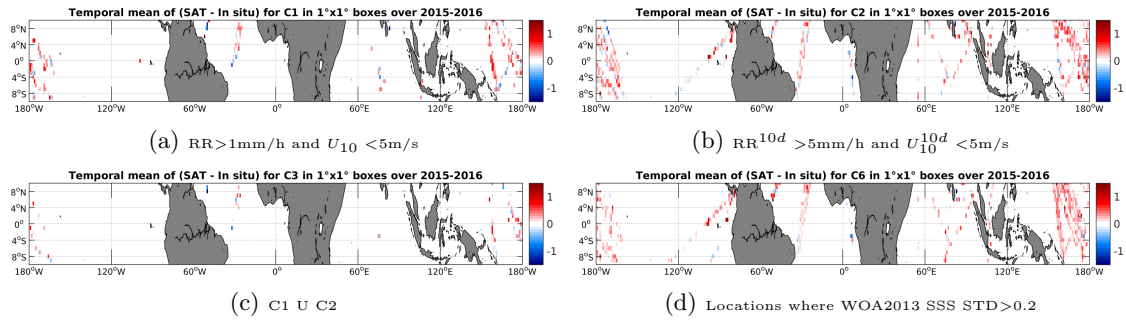 Temporal mean of (SAT - In situ) for C1 in 1°x1° boxes over 2015-2016
8°N
4°N
0°
4°S
8°S
180°W 120°W 60°W 0° 60°E 120°E 180°W
1
0
-1
(a) RR>1mm/h and U10 <5m/s
Temporal mean of (SAT - In situ) for C2 in 1°x1° boxes over 2015-2016
8°N
4°N
0°
4°S
8°S
180°W 120°W 60°W 0° 60°E 120°E 180°W
1
0
-1
(b) RR^10d >5mm/h and U10^10d <5m/s
Temporal mean of (SAT - In situ) for C3 in 1°x1° boxes over 2015-2016
8°N
4°N
0°
4°S
8°S
180°W 120°W 60°W 0° 60°E 120°E 180°W
1
0
-1
(c) C1 U C2
Temporal mean of (SAT - In situ) for C6 in 1°x1° boxes over 2015-2016
8°N
4°N
0°
4°S
8°S
180°W 120°W 60°W 0° 60°E 120°E 180°W
1
0
-1
(d) Locations where WOA2013 SSS STD>0.2